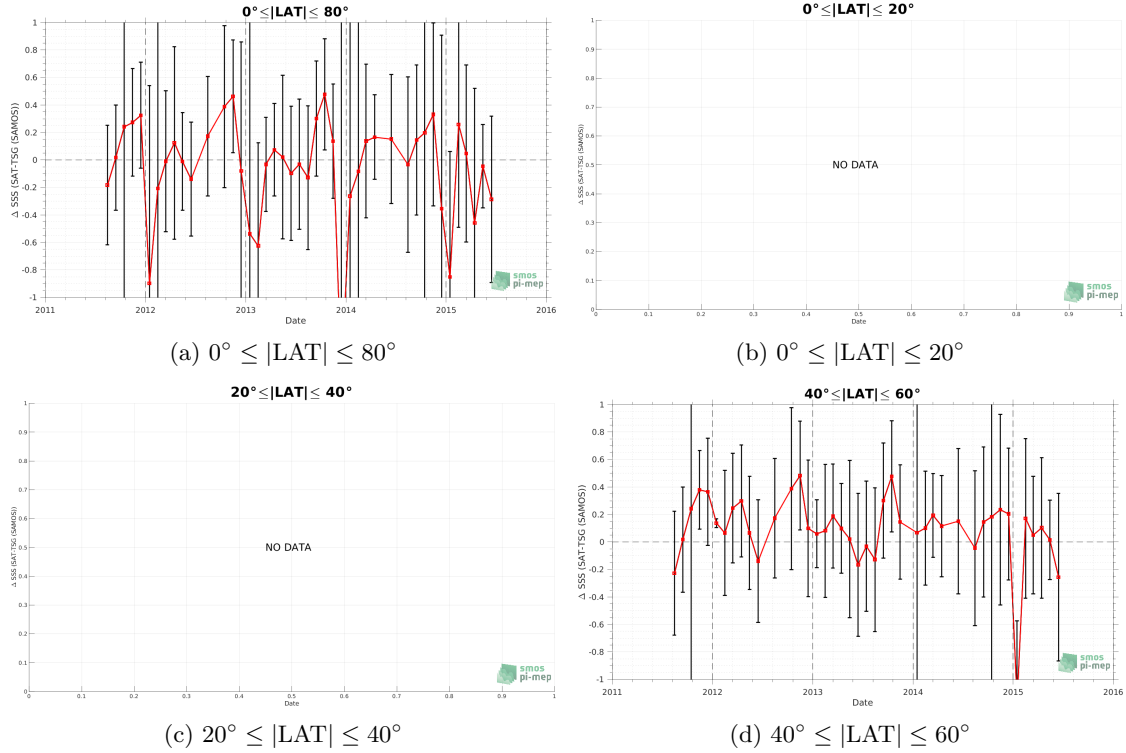 0°≤|LAT|≤ 80°
1
0.8
0.6
0.4
0.2
0
-0.2
-0.4
-0.6
-0.8
-1
Δ SSS (SAT-TSG (SAMOS))
2011 2012 2013 2014 2015 2016
Date
smos
pi-mep
(a) 0° ≤ |LAT| ≤ 80°
0°≤|LAT|≤ 20°
1
0.9
0.8
0.7
0.6
0.5
0.4
0.3
0.2
0.1
0
Δ SSS (SAT-TSG (SAMOS))
NO DATA
0 0.1 0.2 0.3 0.4 0.5 0.6 0.7 0.8 0.9 1
Date
smos
pi-mep
(b) 0° ≤ |LAT| ≤ 20°
20°≤|LAT|≤ 40°
1
0.9
0.8
0.7
0.6
0.5
0.4
0.3
0.2
0.1
0
Δ SSS (SAT-TSG (SAMOS))
NO DATA
0 0.1 0.2 0.3 0.4 0.5 0.6 0.7 0.8 0.9 1
Date
smos
pi-mep
(c) 20° ≤ |LAT| ≤ 40°
40°≤|LAT|≤ 60°
1
0.8
0.6
0.4
0.2
0
-0.2
-0.4
-0.6
-0.8
-1
Δ SSS (SAT-TSG (SAMOS))
2011 2012 2013 2014 2015 2016
Date
smos
pi-mep
(d) 40° ≤ |LAT| ≤ 60°